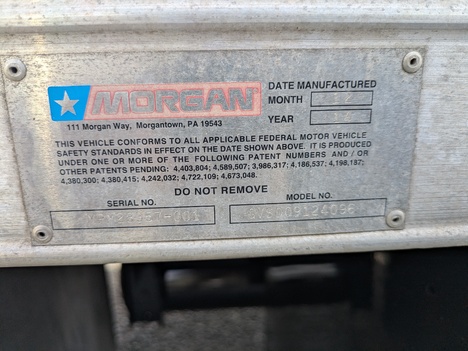 MORGAN
111 Morgan Way, Morgantown, PA 19543
DATE MANUFACTURED
MONTH
YEAR
THIS VEHICLE CONFORMS TO ALL APPLICABLE FEDERAL MOTOR VEHICLE
SAFETY STANDARDS IN EFFECT ON THE DATE SHOWN ABOVE. IT IS PRODUCED
UNDER ONE OR MORE OF THE FOLLOWING PATENT NUMBERS AND / OR
OTHER PATENTS PENDING: 4,403,804; 4,589,507; 3,986,317; 4,186,537; 4,198,137;
4,380,300; 4,380,415; 4,242,032; 4,722,109; 4,673,048.
DO NOT REMOVE
SERIAL NO.
MODEL NO.